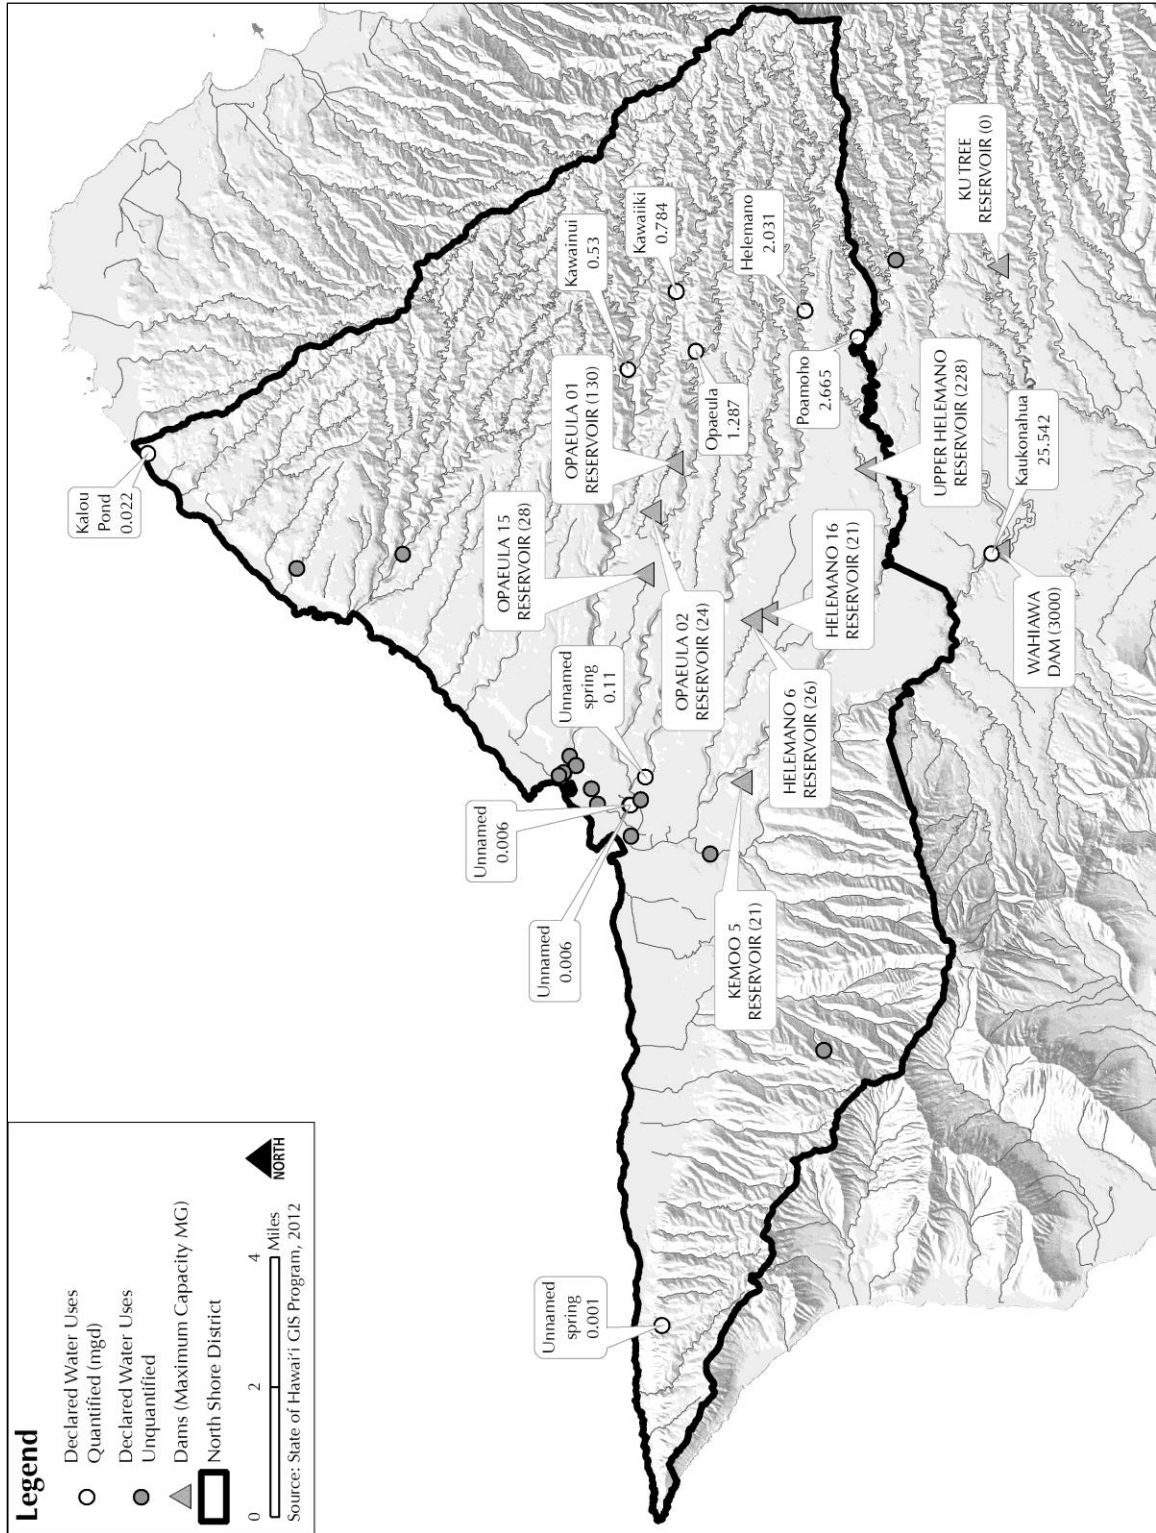 Legend
Declared Water Uses
Quantified (mgd)
Declared Water Uses
Unquantified
Dams (Maximum Capacity MG)
North Shore District
0
2
4
Miles
Source: State of Hawai'i GIS Program, 2012
NORTH
Unnamed
spring
0.001
Unnamed
0.006
Unnamed
0.006
Unnamed
spring
0.11
Kalou
Pond
0.022
KEMOO 5
RESERVOIR (21)
HELEMANO 6
RESERVOIR (26)
HELEMANO 16
RESERVOIR (21)
OPAEULA 02
RESERVOIR (24)
OPAEULA 15
RESERVOIR (28)
OPAEULA 01
RESERVOIR (130)
Kawainui
0.53
Kawaiiki
0.784
Opaeula
1.287
Helemano
2.031
Poamoho
2.665
UPPER HELEMANO
RESERVOIR (228)
Kaukonahua
25.542
WAHIAWA
DAM (3000)
KU TREE
RESERVOIR (0)